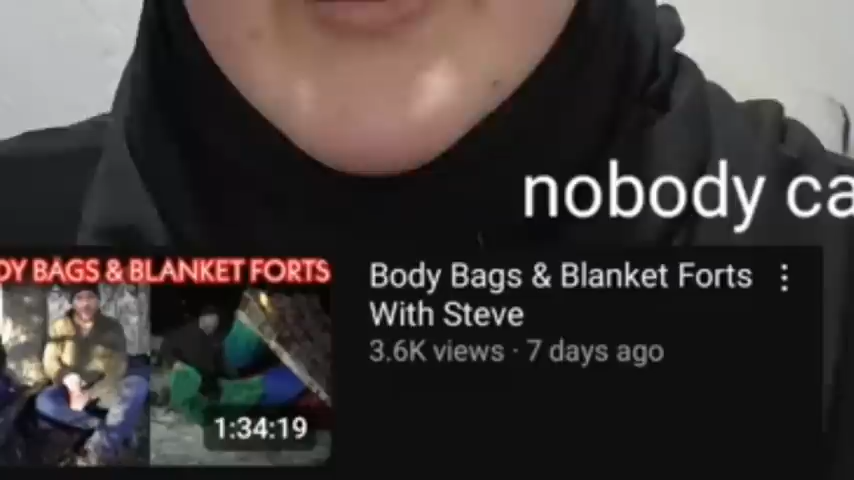 nobody ca
DY BAGS & BLANKET FORTS
Body Bags & Blanket Forts
With Steve
3.6K views · 7 days ago
1:34:19